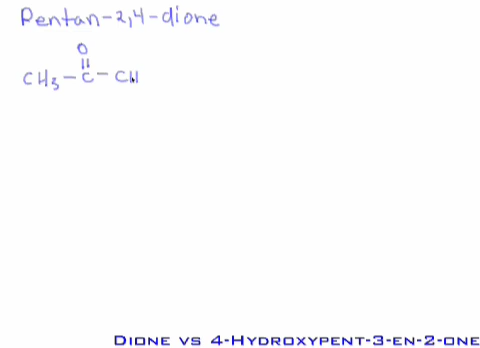 Pentan-2,4-dione
O
CH3-C-CH
DIONE VS 4-HYDROXYPENT-3-EN-2-ONE